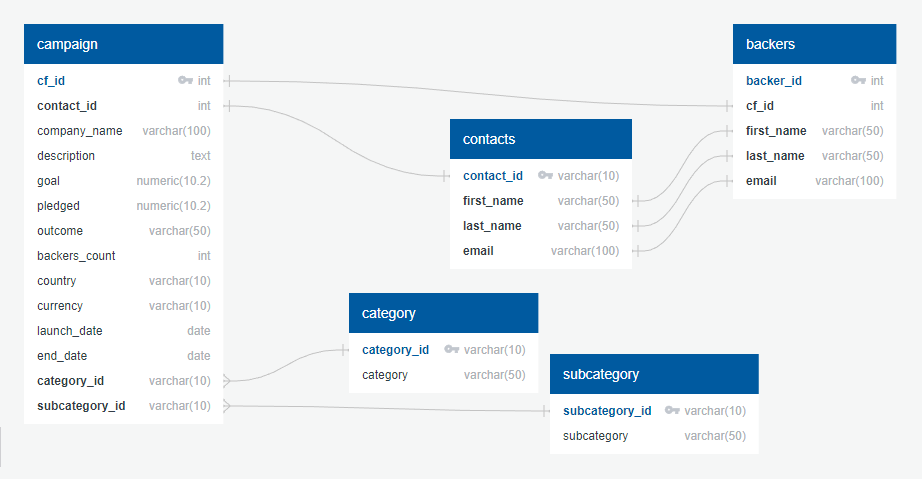 campaign
cf_id int
contact_id int
company_name varchar(100)
description text
goal numeric(10.2)
pledged numeric(10.2)
outcome varchar(50)
backers_count int
country varchar(10)
currency varchar(10)
launch_date date
end_date date
category_id varchar(10)
subcategory_id varchar(10)
contacts
contact_id varchar(10)
first_name varchar(50)
last_name varchar(50)
email varchar(100)
backers
backer_id int
cf_id int
first_name varchar(50)
last_name varchar(50)
email varchar(100)
category
category_id varchar(10)
category varchar(50)
subcategory
subcategory_id varchar(10)
subcategory varchar(50)